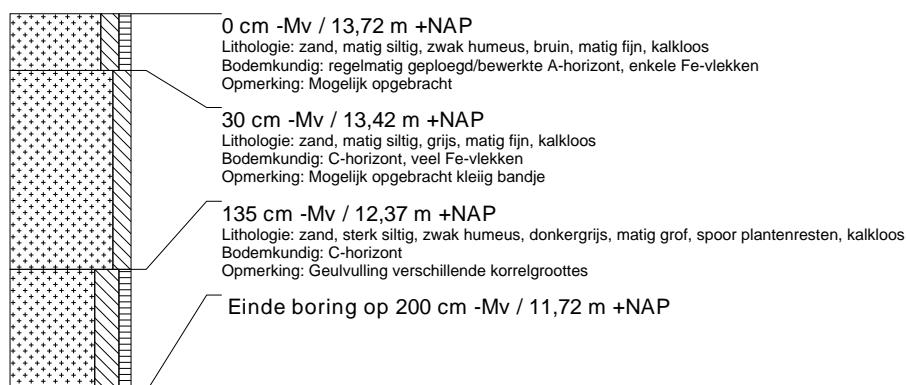 0 cm -Mv / 13,72 m +NAP
Lithologie: zand, matig siltig, zwak humeus, bruin, matig fijn, kalkloos
Bodemkundig: regelmatig geploegd/bewerkte A-horizont, enkele Fe-vlekken
Opmerking: Mogelijk opgebracht
30 cm -Mv / 13,42 m +NAP
Lithologie: zand, matig siltig, grijs, matig fijn, kalkloos
Bodemkundig: C-horizont, veel Fe-vlekken
Opmerking: Mogelijk opgebracht kleiig bandje
135 cm -Mv / 12,37 m +NAP
Lithologie: zand, sterk siltig, zwak humeus, donkergrijs, matig grof, spoor plantenresten, kalkloos
Bodemkundig: C-horizont
Opmerking: Geulvulling verschillende korrelgroottes
Einde boring op 200 cm -Mv / 11,72 m +NAP